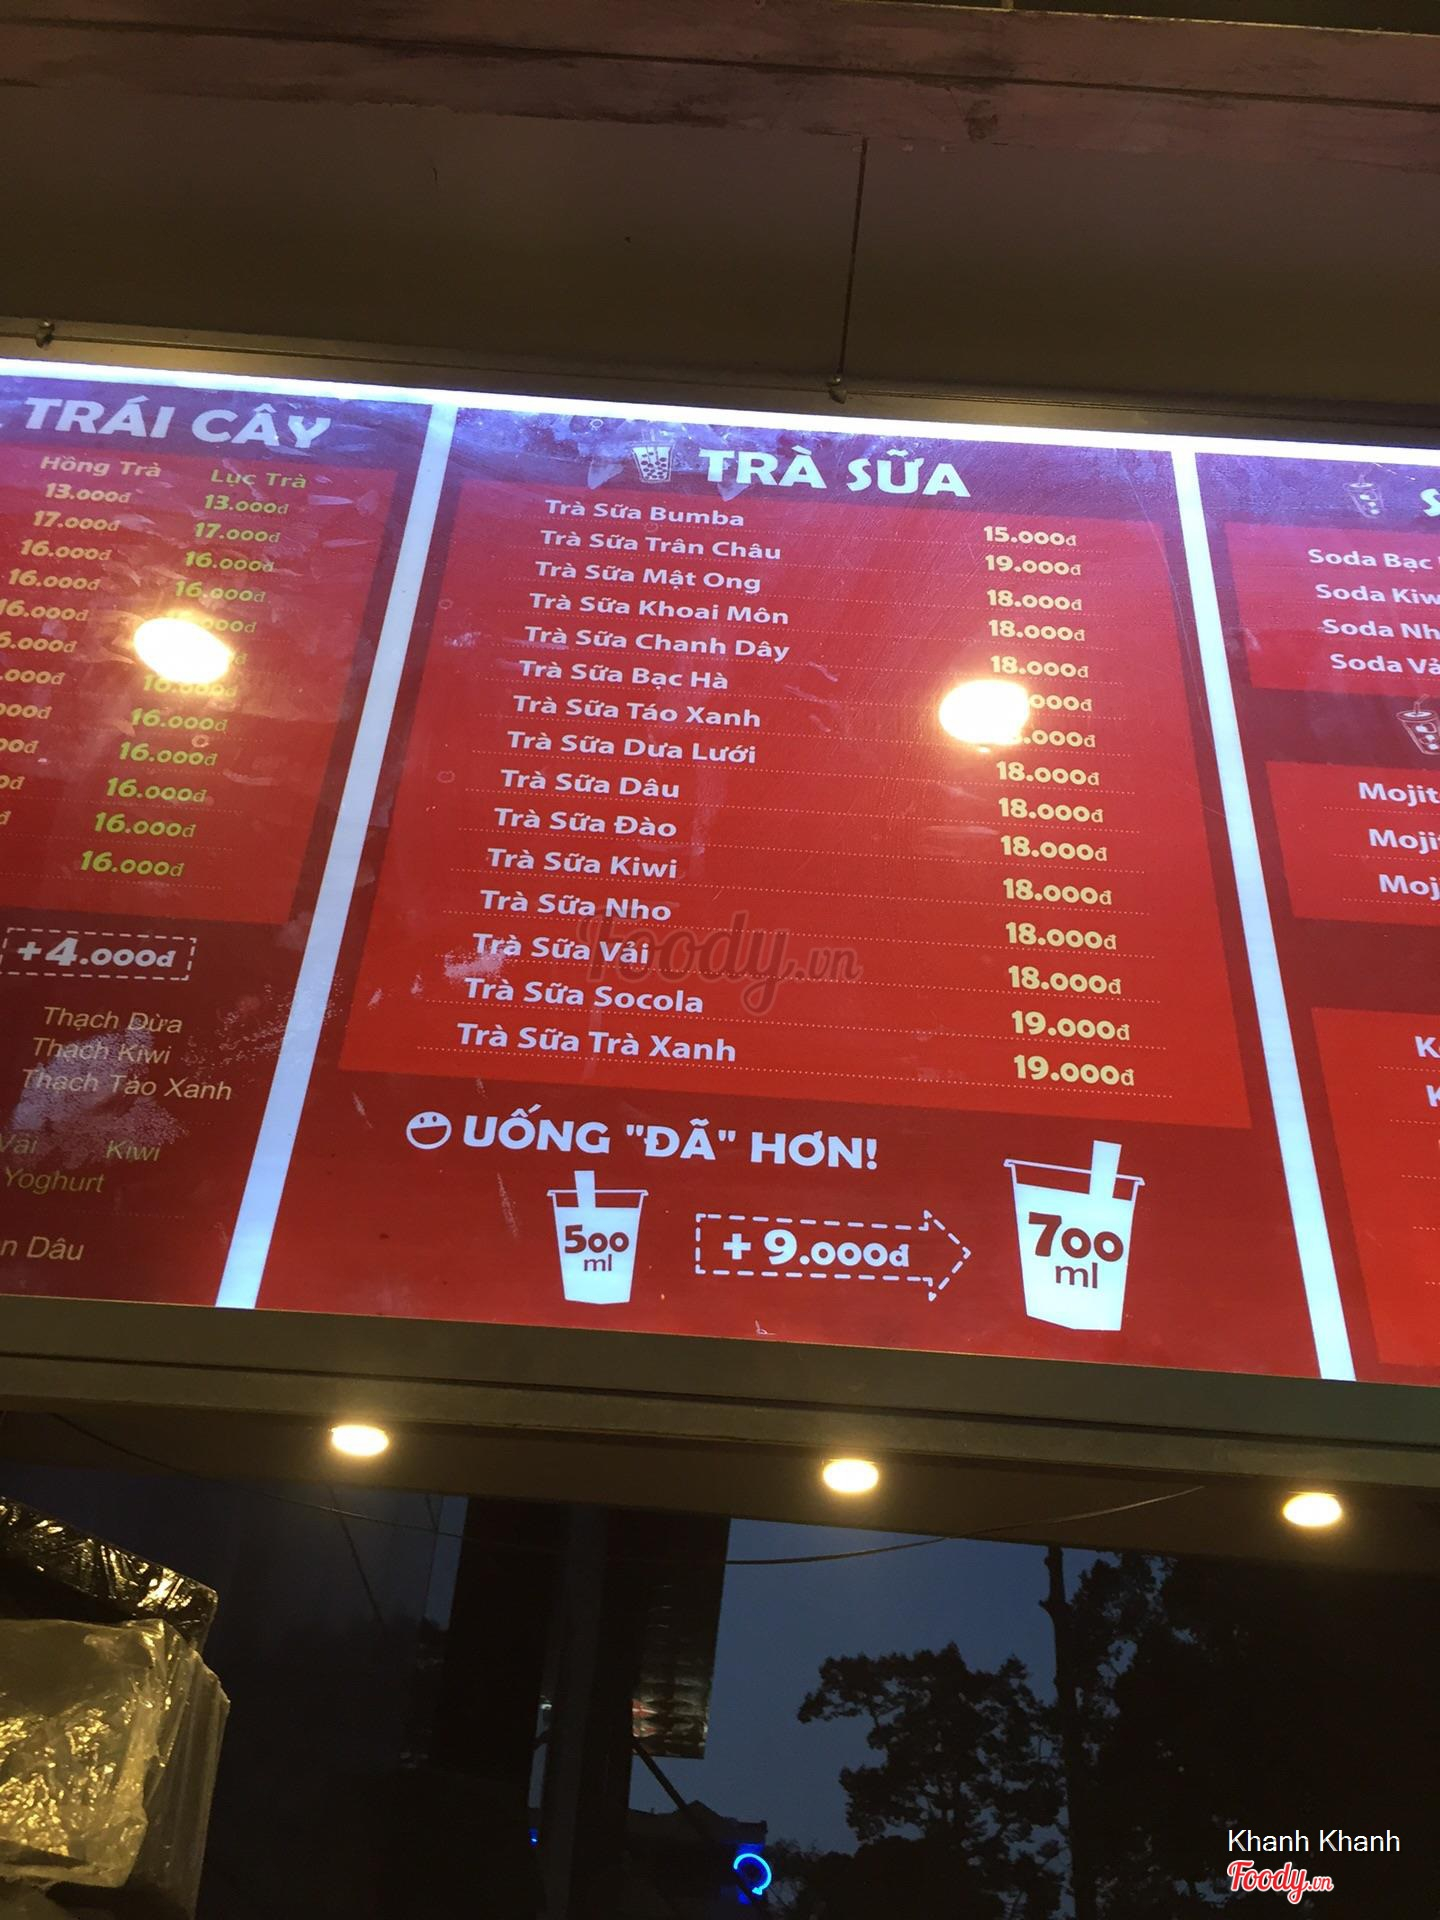 TRÁI CÂY
Hồng Trà Lục Trà
13.000đ 13.000đ
17.000đ 17.000đ
16.000đ 16.000đ
16.000đ 16.000đ
16.000đ
16.000đ
16.000đ
16.000đ
16.000đ
16.000đ
+4.000đ
Thạch Dừa
Thạch Kiwi
Thạch Táo Xanh
Vải Kiwi
Yoghurt
Dâu
TRÀ SỮA
Trà Sữa Bumba 15.000đ
Trà Sữa Trân Châu 19.000đ
Trà Sữa Mật Ong 18.000đ
Trà Sữa Khoai Môn 18.000đ
Trà Sữa Chanh Dây 18.000đ
Trà Sữa Bạc Hà
Trà Sữa Táo Xanh
Trà Sữa Dưa Lưới 18.000đ
Trà Sữa Dâu 18.000đ
Trà Sữa Đào 18.000đ
Trà Sữa Kiwi 18.000đ
Trà Sữa Nho 18.000đ
Trà Sữa Vải 18.000đ
Trà Sữa Socola 19.000đ
Trà Sữa Trà Xanh 19.000đ
UỐNG "ĐÃ" HƠN!
500 ml + 9.000đ 700 ml
Soda Bạc
Soda
Soda
Soda
Foody.vn
Khanh Khanh
Foody.vn